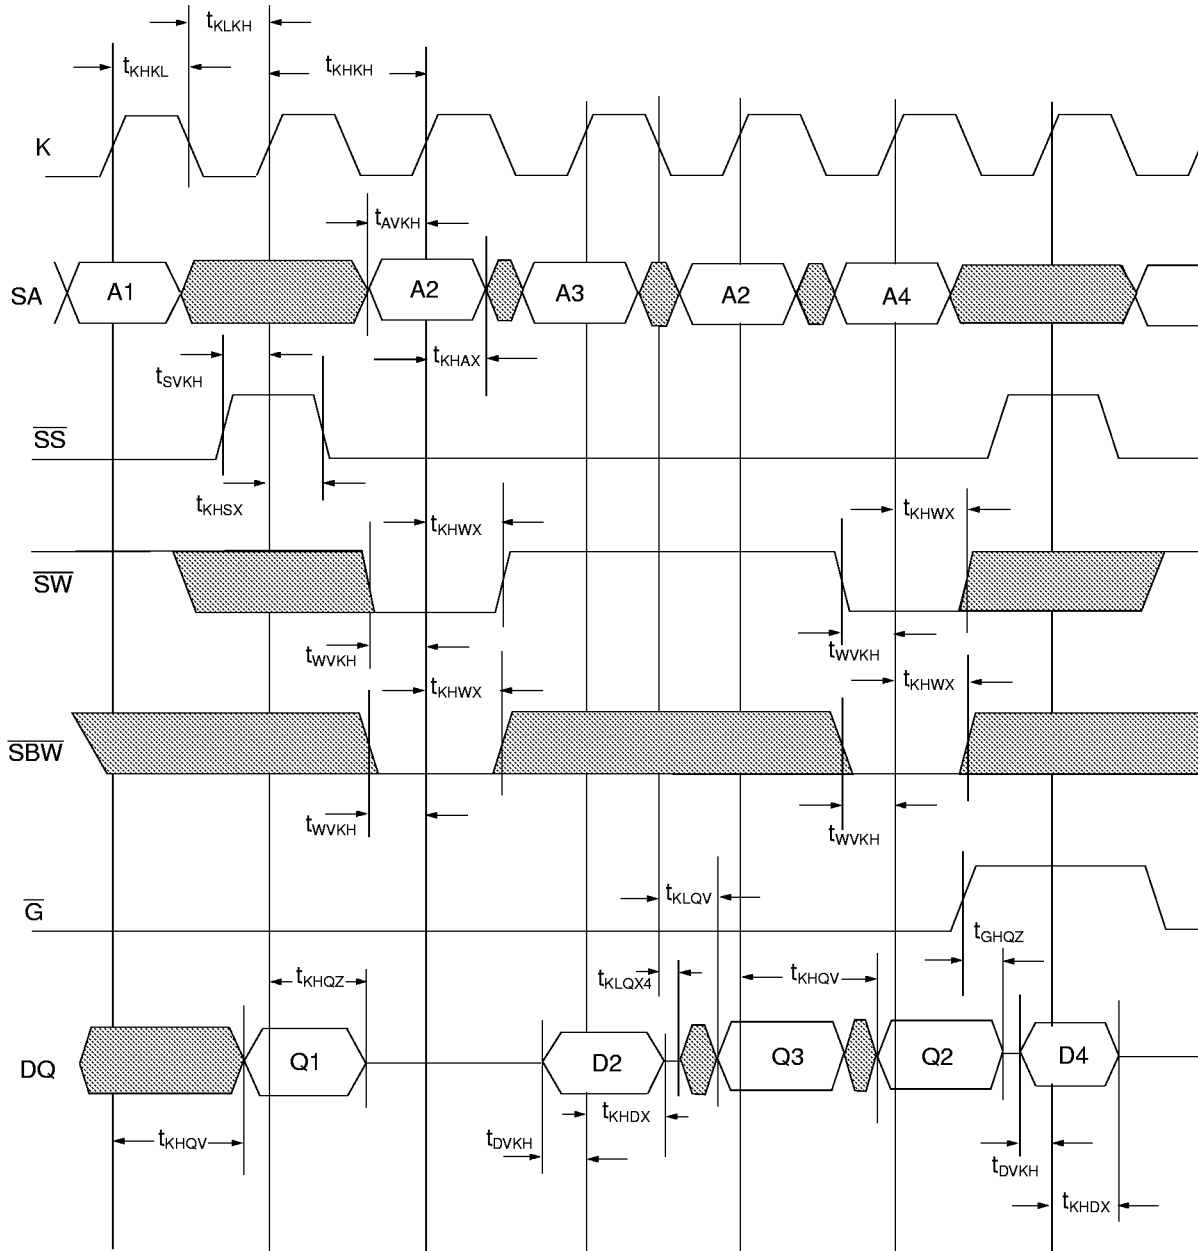 tKLKH
tKHKL
tKHKH
K
tAVKH
SA A1 A2 A3 A2 A4
tSVKH
tKHAX
SS
tKHSX
tKHWX
tKHWX
SW
tWVKH
tWVKH
tKHWX
tKHWX
SBW
tWVKH
tWVKH
tKLQV
G
tGHQZ
tKHQZ
tKLQX4
tKHQV
DQ Q1 D2 Q3 Q2 D4
tKHQV
tDVKH
tKHDX
tDVKH
tKHDX